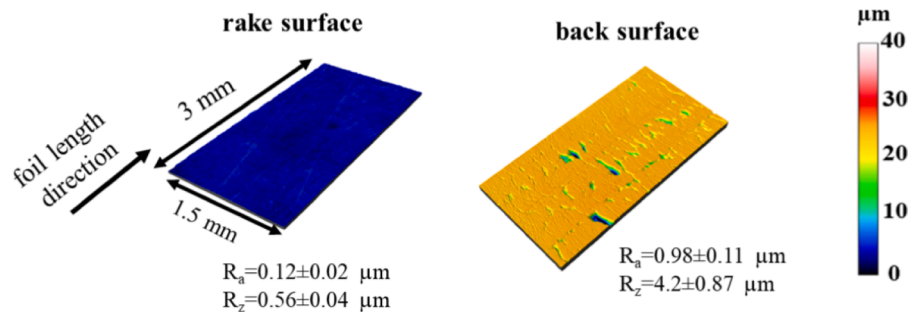 rake surface
back surface
µm
40
30
20
10
0
3 mm
foil length
direction
1.5 mm
Ra=0.12±0.02 µm
Rz=0.56±0.04 µm
Ra=0.98±0.11 µm
Rz=4.2±0.87 µm